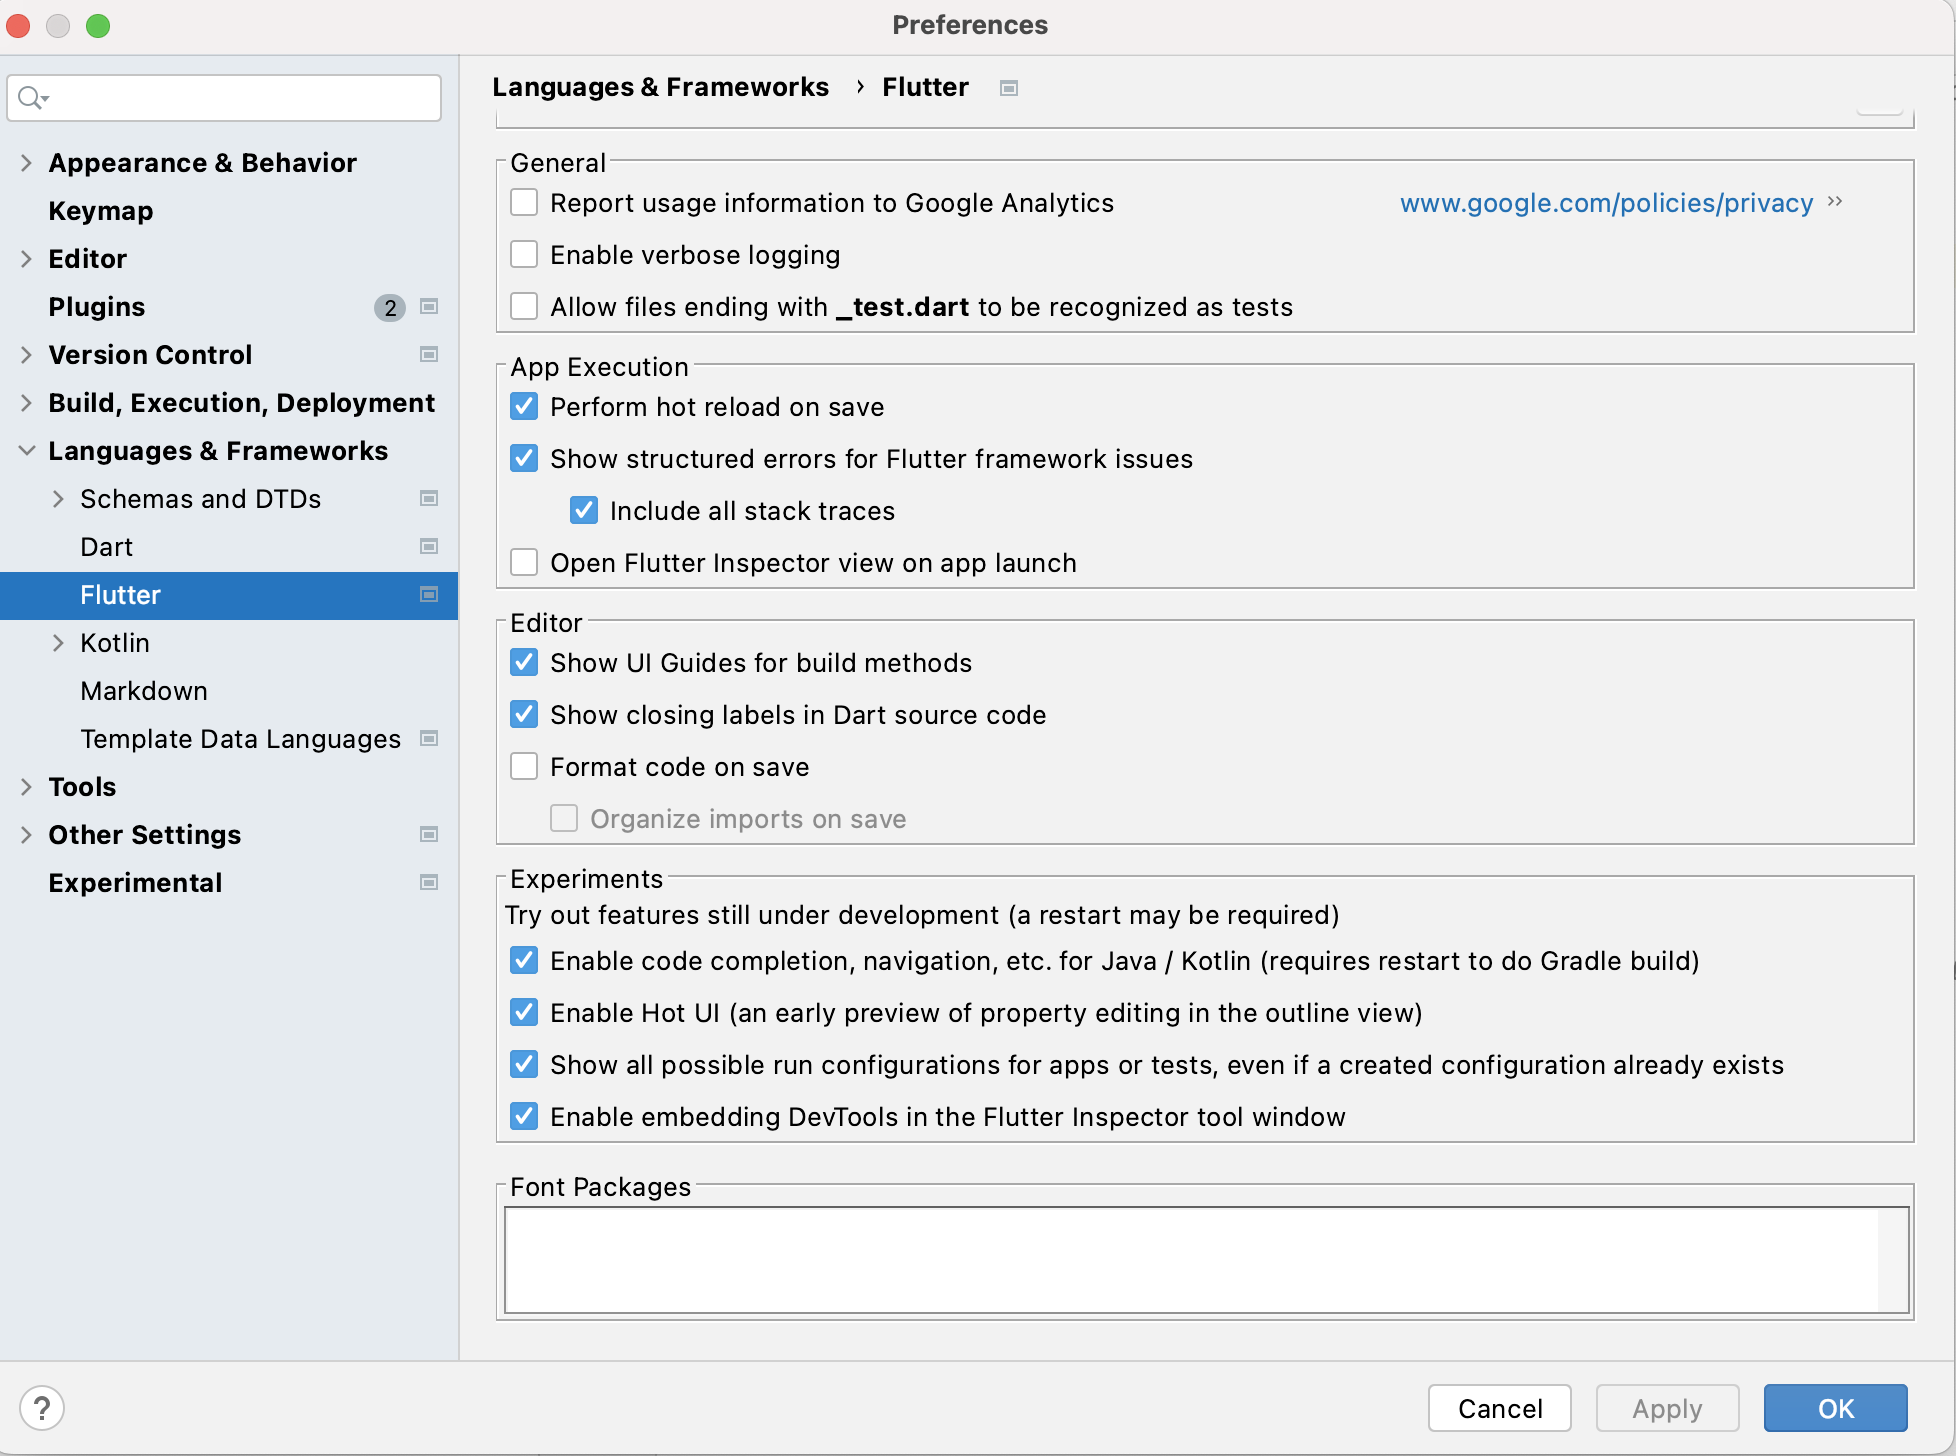 Preferences
Languages & Frameworks › Flutter
Appearance & Behavior
Keymap
Editor
Plugins 2
Version Control
Build, Execution, Deployment
Languages & Frameworks
Schemas and DTDs
Dart
Flutter
Kotlin
Markdown
Template Data Languages
Tools
Other Settings
Experimental
General
Report usage information to Google Analytics www.google.com/policies/privacy
Enable verbose logging
Allow files ending with _test.dart to be recognized as tests
App Execution
Perform hot reload on save
Show structured errors for Flutter framework issues
Include all stack traces
Open Flutter Inspector view on app launch
Editor
Show UI Guides for build methods
Show closing labels in Dart source code
Format code on save
Organize imports on save
Experiments
Try out features still under development (a restart may be required)
Enable code completion, navigation, etc. for Java / Kotlin (requires restart to do Gradle build)
Enable Hot UI (an early preview of property editing in the outline view)
Show all possible run configurations for apps or tests, even if a created configuration already exists
Enable embedding DevTools in the Flutter Inspector tool window
Font Packages
? Cancel Apply OK